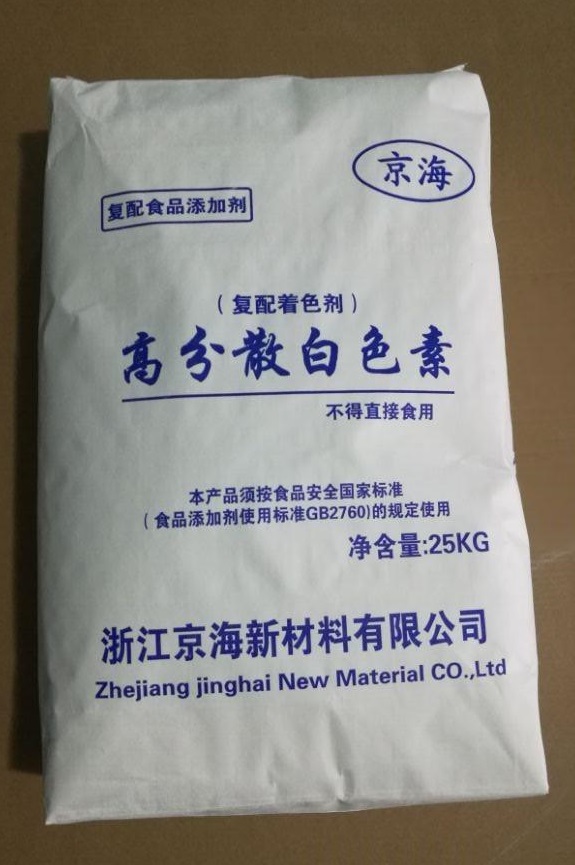 京海
复配食品添加剂
（复配着色剂）
高分散白色素
不得直接食用
本产品须按食品安全国家标准
(食品添加剂使用标准GB2760)的规定使用
净含量:25KG
浙江京海新材料有限公司
Zhejiang jinghai New Material CO.,Ltd